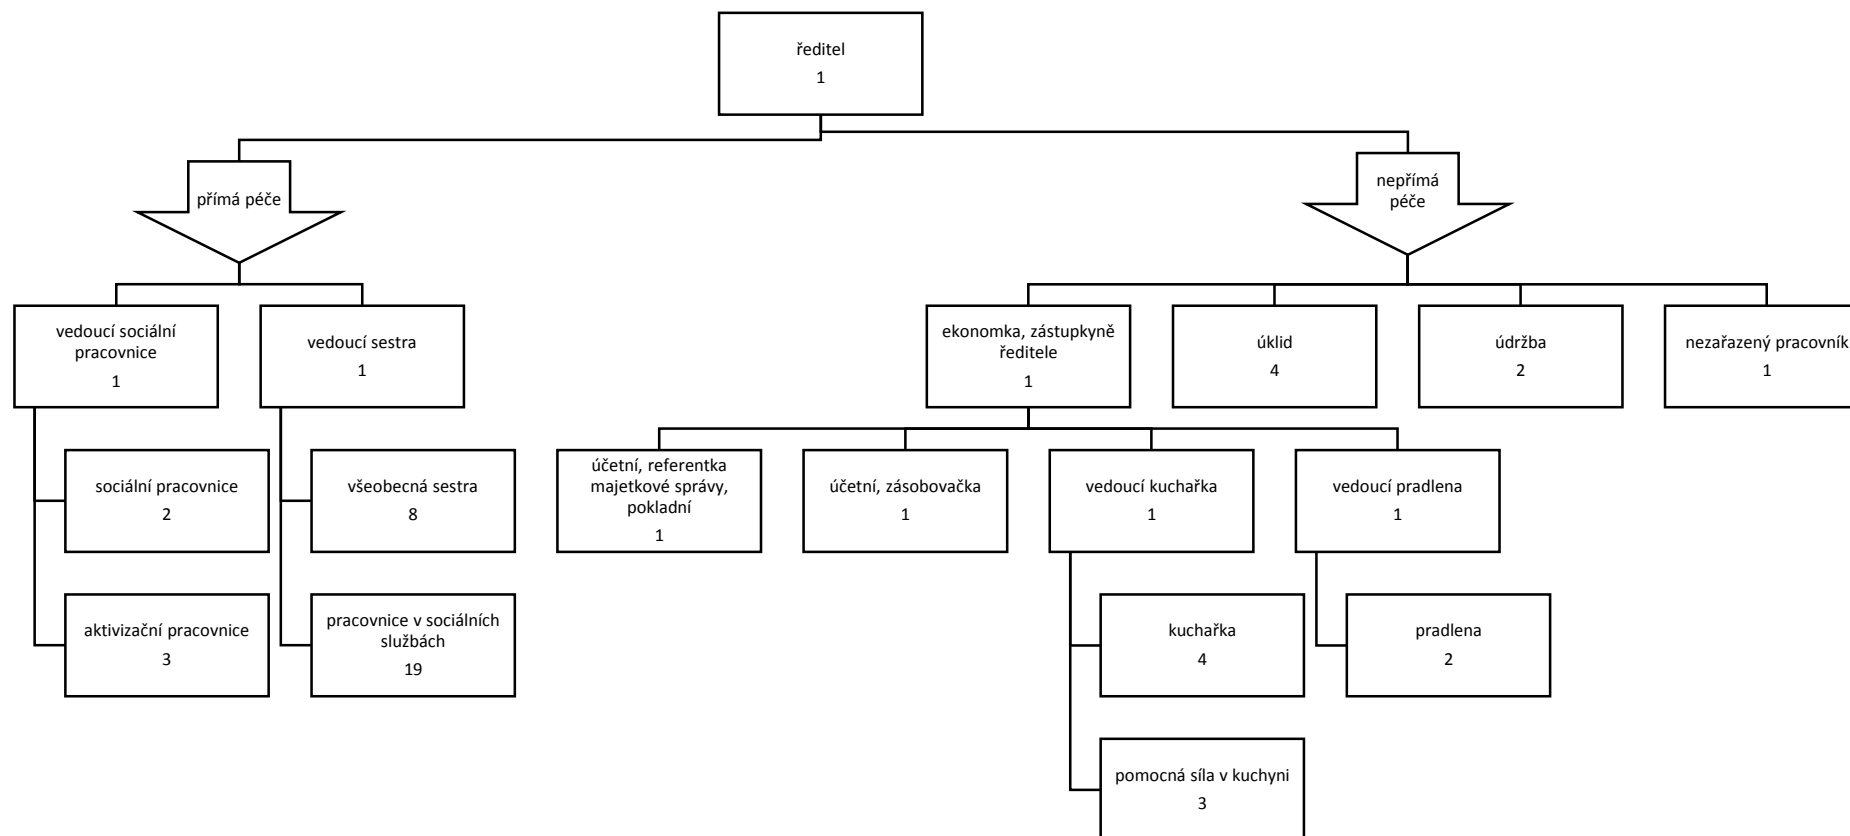 ředitel
1
přímá péče
nepřímá
péče
vedoucí sociální
pracovnice
1
vedoucí sestra
1
ekonomka, zástupkyně
ředitele
1
úklid
4
údržba
2
nezařazený pracovník
1
sociální pracovnice
2
všeobecná sestra
8
účetní, referentka
majetkové správy,
pokladní
1
účetní, zásobovačka
1
vedoucí kuchařka
1
vedoucí pradlena
1
aktivizační pracovnice
3
pracovnice v sociálních
službách
19
kuchařka
4
pradlena
2
pomocná síla v kuchyni
3